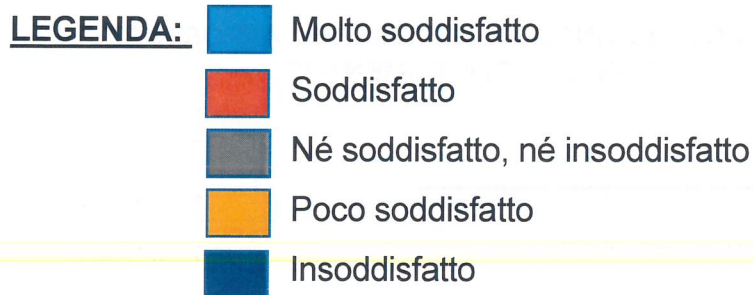 LEGENDA: Molto soddisfatto
Soddisfatto
Né soddisfatto, né insoddisfatto
Poco soddisfatto
Insoddisfatto